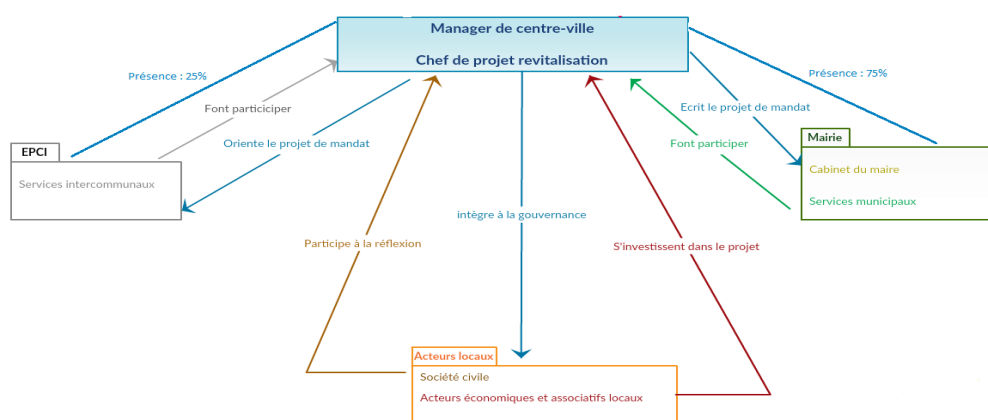 Manager de centre-ville
Chef de projet revitalisation
Présence : 25%
Présence : 75%
Font particiciper
Ecrit le projet de mandat
Oriente le projet de mandat
Font participer
EPCI
Services intercommunaux
Mairie
Cabinet du maire
Services municipaux
intègre à la gouvernance
Participe à la réflexion
S'investissent dans le projet
Acteurs locaux
Société civile
Acteurs économiques et associatifs locaux